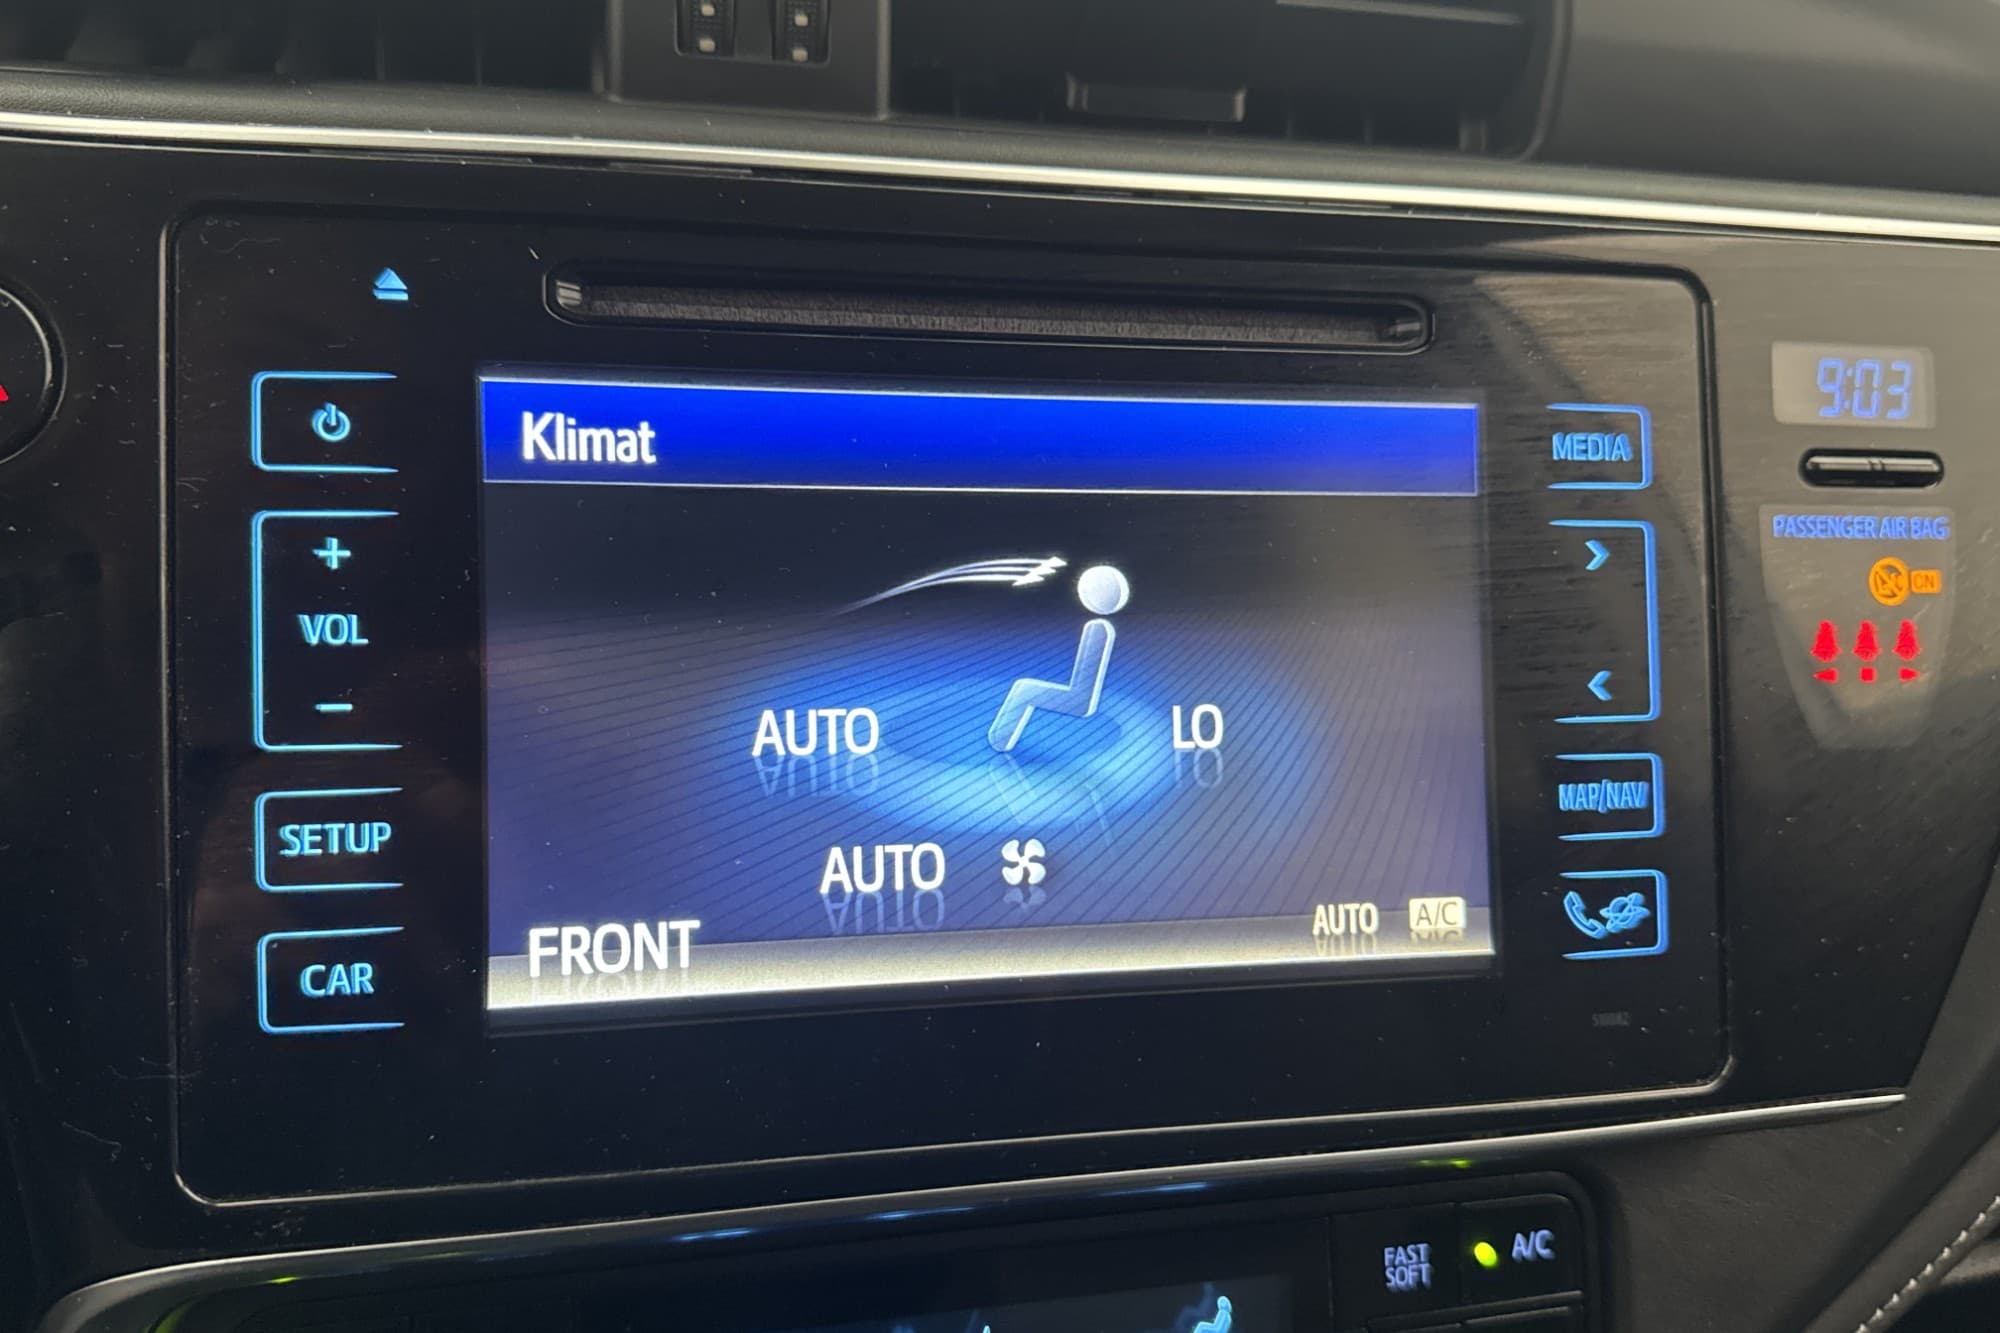 9:03
Klimat
MEDIA
PASSENGER AIR BAG
ON
VOL
AUTO
LO
MAP/NAV
SETUP
AUTO
FRONT
AUTO
A/C
CAR
FAST
SOFT
A/C